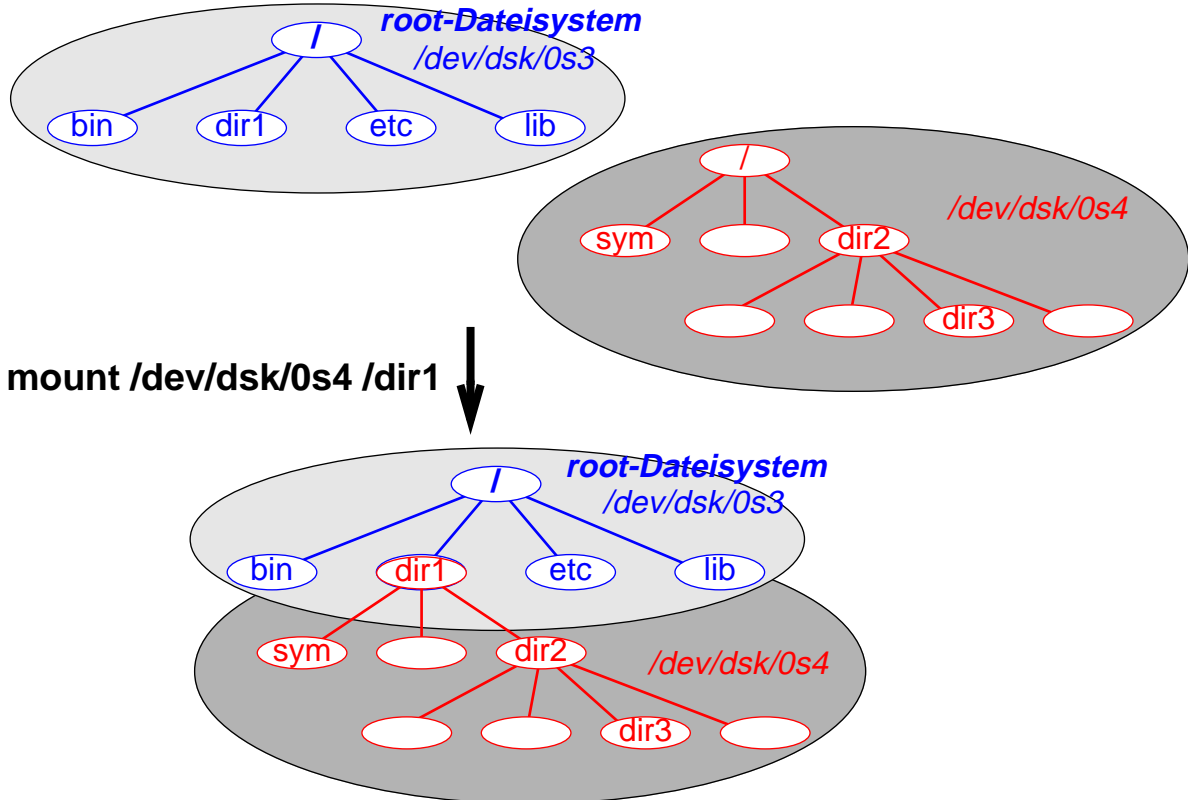 root-Dateisystem
/
/dev/dsk/0s3
bin dir1 etc lib
/
/dev/dsk/0s4
sym dir2
dir3
mount /dev/dsk/0s4 /dir1
root-Dateisystem
/
/dev/dsk/0s3
bin dir1 etc lib
sym dir2
/dev/dsk/0s4
dir3